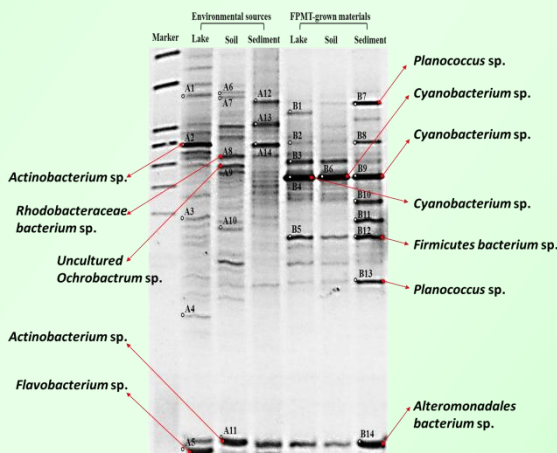 Environmental sources FPMT-grown materials
Marker Lake Soil Sediment Lake Soil Sediment
Planococcus sp.
A1 A6 A7 A12 B1 B7
Cyanobacterium sp.
A2 A13 B2 B8
Cyanobacterium sp.
A8 A14 B3
Actinobacterium sp.
A9 B4 B6 B9
Rhodobacteraceae
bacterium sp.
Cyanobacterium sp.
A3 A10 B10
B11
B5 B12
Firmicutes bacterium sp.
Uncultured
Ochrobactrum sp.
B13
Planococcus sp.
A4
Actinobacterium sp.
Flavobacterium sp.
Alteromonadales
bacterium sp.
A5 A11 B14